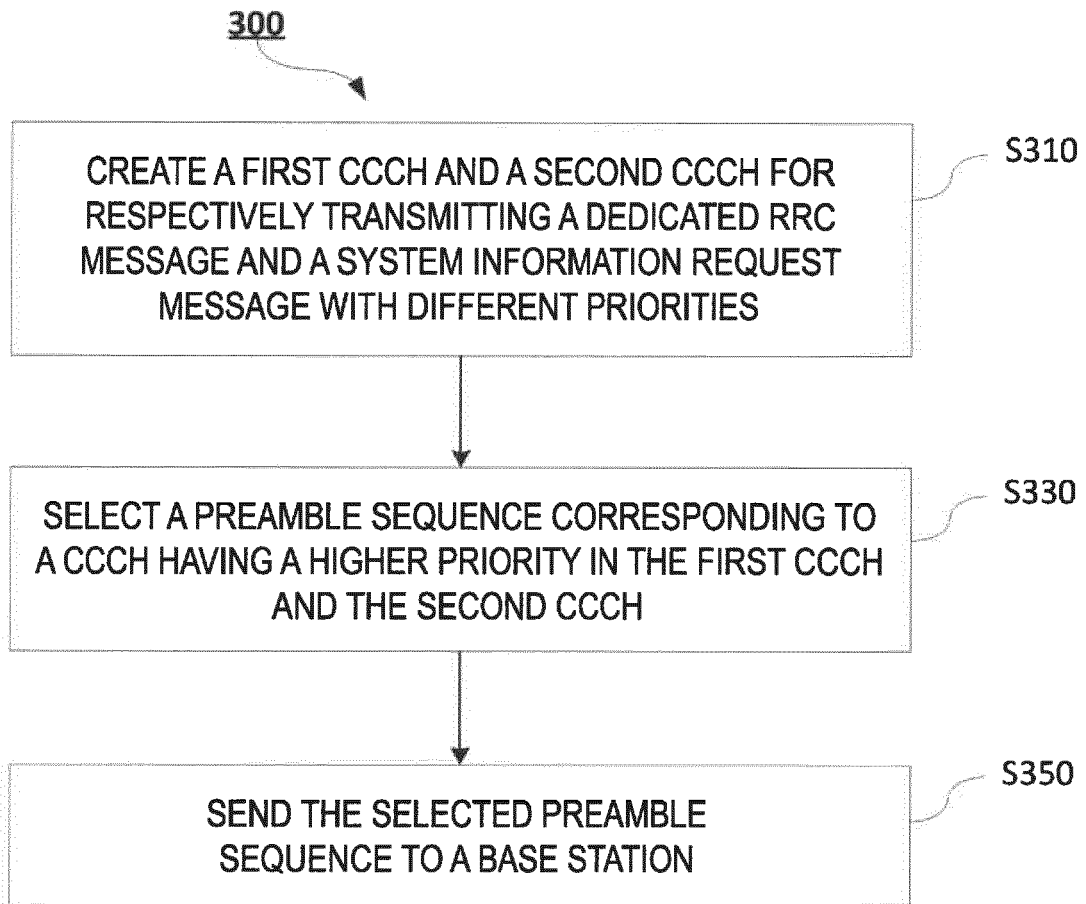 300
CREATE A FIRST CCCH AND A SECOND CCCH FOR
RESPECTIVELY TRANSMITTING A DEDICATED RRC
MESSAGE AND A SYSTEM INFORMATION REQUEST
MESSAGE WITH DIFFERENT PRIORITIES
S310
SELECT A PREAMBLE SEQUENCE CORRESPONDING TO
A CCCH HAVING A HIGHER PRIORITY IN THE FIRST CCCH
AND THE SECOND CCCH
S330
SEND THE SELECTED PREAMBLE
SEQUENCE TO A BASE STATION
S350